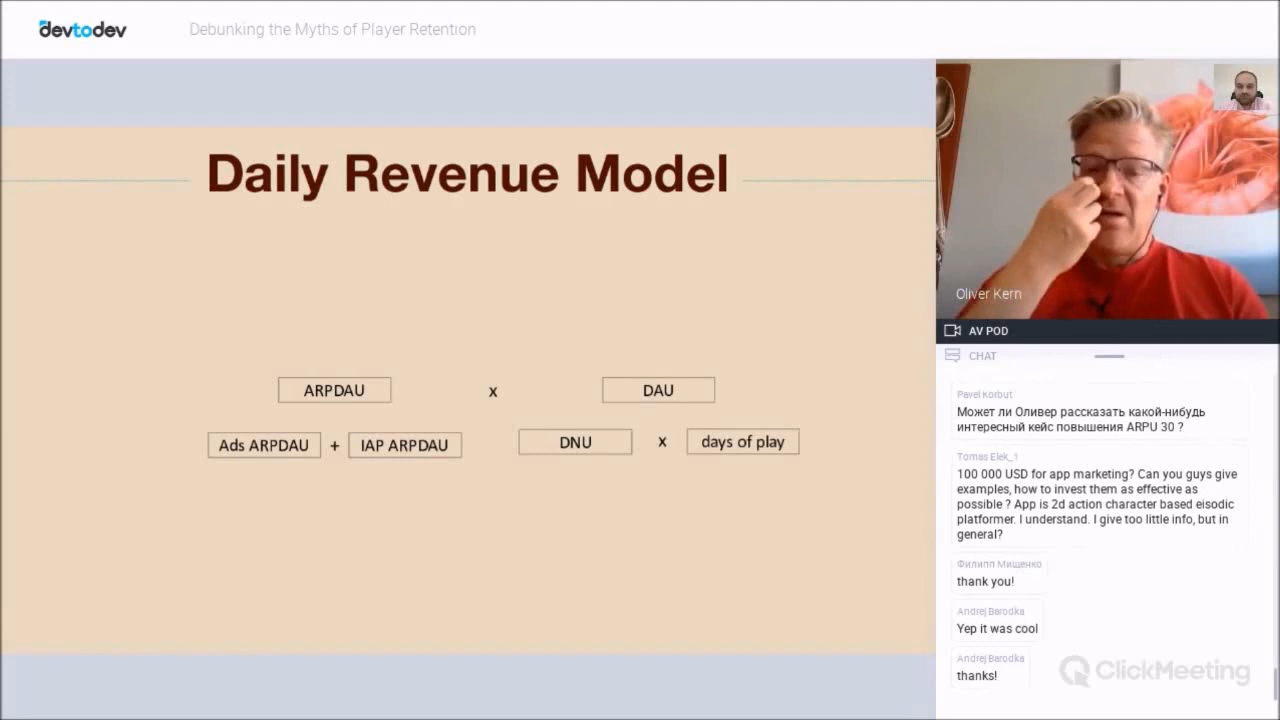 devtodev
Debunking the Myths of Player Retention
Daily Revenue Model
ARPDAU x DAU
Ads ARPDAU + IAP ARPDAU DNU x days of play
Oliver Kern
AV POD
CHAT
Pavel Korbut
Может ли Оливер рассказать какой-нибудь
интересный кейс повышения ARPU 30 ?
Tomas Elek_1
100 000 USD for app marketing? Can you guys give
examples, how to invest them as effective as
possible ? App is 2d action character based eisodic
platformer. I understand. I give too little info, but in
general?
Филипп Мищенко
thank you!
Andrej Barodka
Yep it was cool
Andrej Barodka
thanks!
ClickMeeting